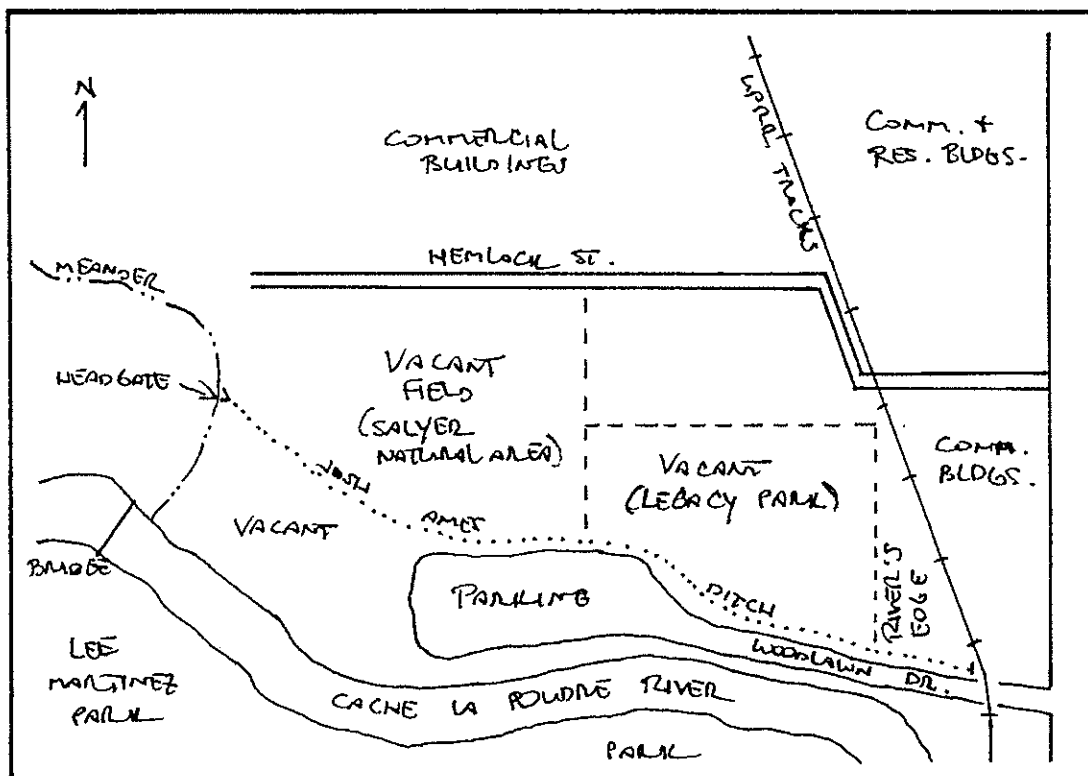 N
UPRR TRACKS
COMMERCIAL
BUILDINGS
COMM. +
RES. BLDGS.
MEANDER
HEMLOCK ST.
HEADGATE
VACANT
FIELD
(SALYER
NATURAL AREA)
VACANT
(LEGACY PARK)
COMM.
BLDGS.
JOSH
AMES
DITCH
VACANT
BRIDGE
PARKING
RIVER'S
EDGE
WOODLAWN
DR.
LEE
MARTINEZ
PARK
CACHE LA POUDRE RIVER
PARK